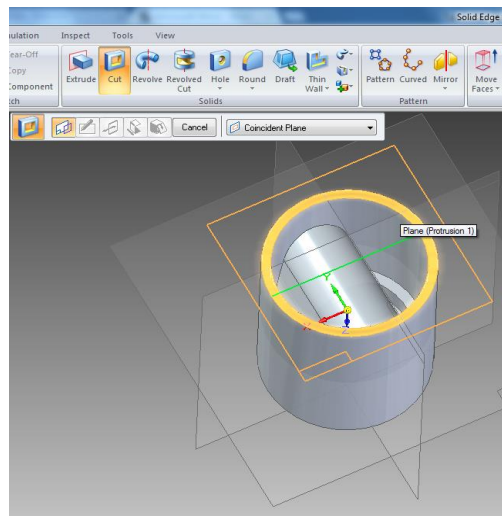 Solid Edge
ulation Inspect Tools View
ear-Off
Copy
Component
Extrude Cut Revolve Revolved Cut Hole Round Draft Thin Wall Pattern Curved Mirror Move Faces
tch Solids Pattern
Cancel Coincident Plane
Plane (Protrusion 1)
Y
X
Z